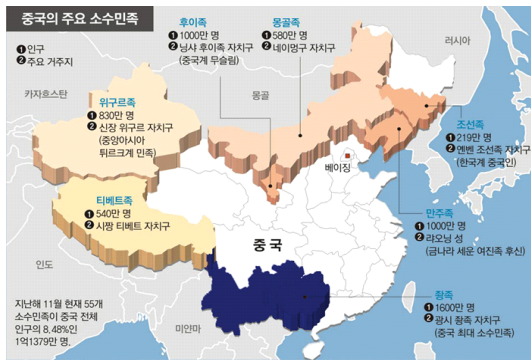 중국의 주요 소수민족
❶ 인구
❷ 주요 거주지
후이족
❶ 1000만 명
❷ 닝샤 후이족 자치구
(중국계 무슬림)
몽골족
❶ 580만 명
❷ 네이멍구 자치구
러시아
카자흐스탄
몽골
위구르족
❶ 830만 명
❷ 신장 위구르 자치구
(중앙아시아
튀르크계 민족)
조선족
❶ 219만 명
❷ 옌볜 조선족 자치구
(한국계 중국인)
베이징
티베트족
❶ 540만 명
❷ 시짱 티베트 자치구
만주족
❶ 1000만 명
❷ 랴오닝 성
(금나라 세운 여진족 후신)
중국
인도
좡족
❶ 1600만 명
❷ 광시 좡족 자치구
(중국 최대 소수민족)
미얀마
지난해 11월 현재 55개
소수민족이 중국 전체
인구의 8.48%인
1억1379만 명.